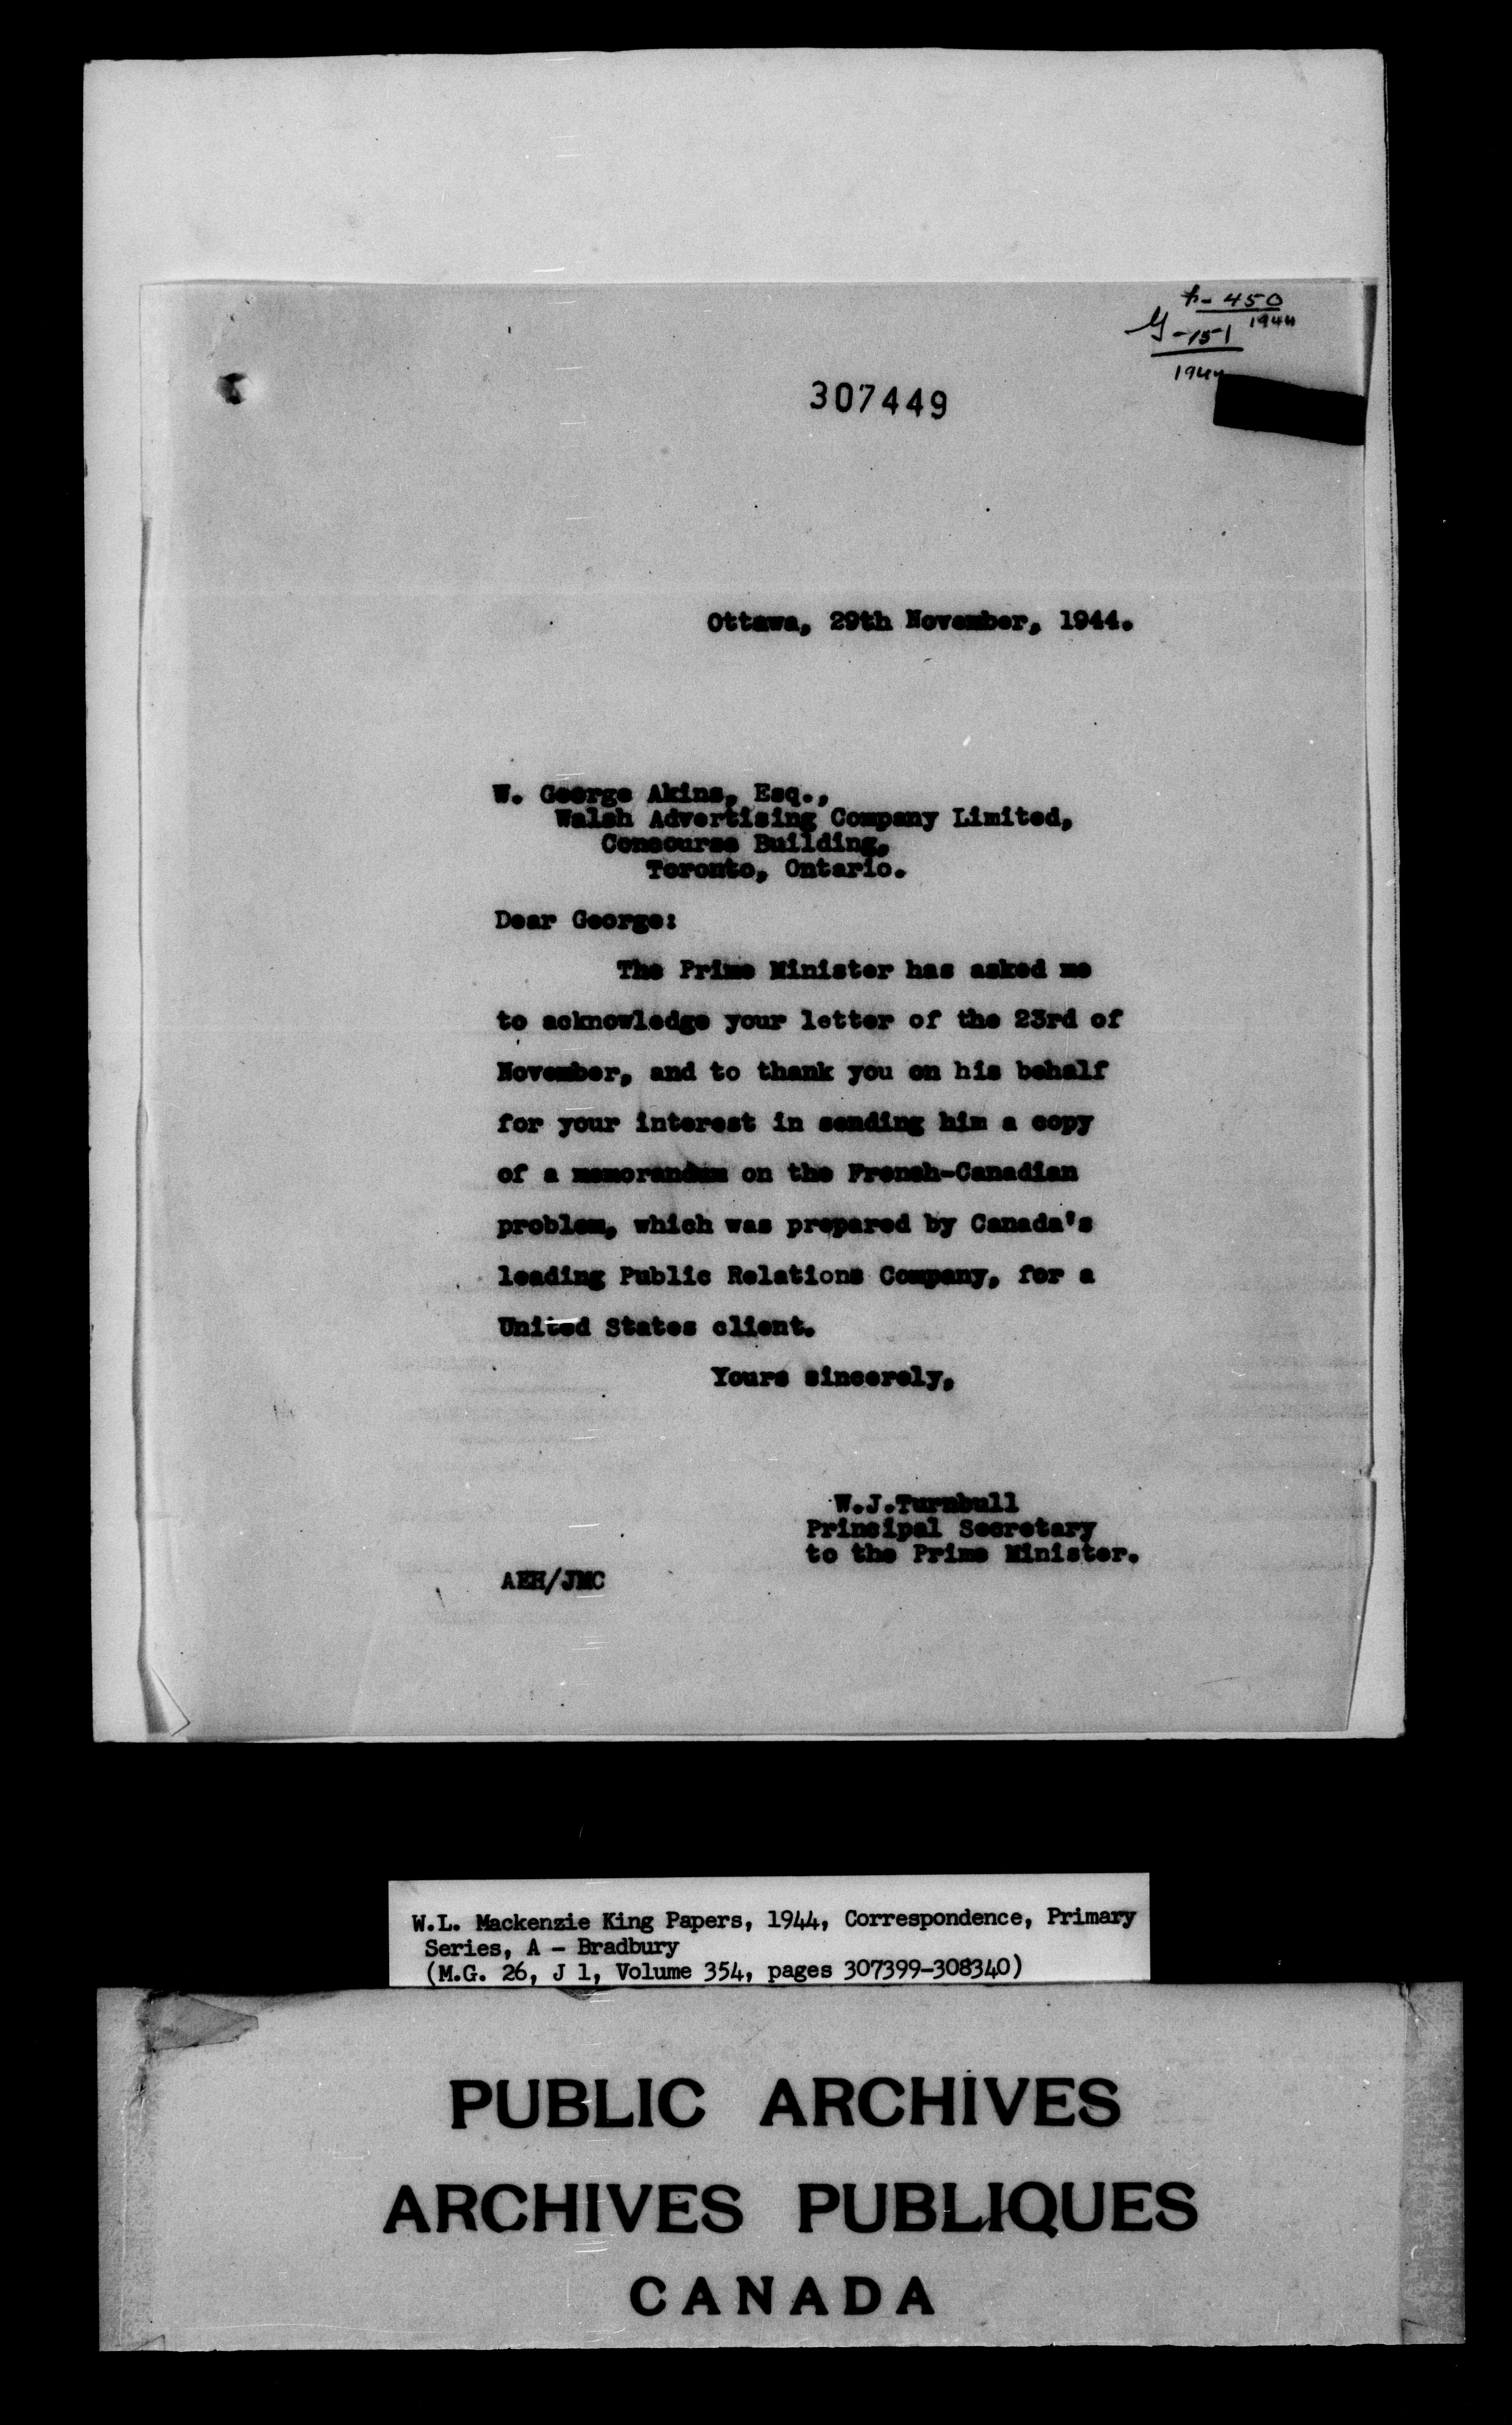 h-450
1944
Y-151
1944
307449
Ottawa, 29th November, 1944.
W. George Akins, Esq.,
Walsh Advertising Company Limited,
Concourse Building,
Toronto, Ontario.
Dear George:
The Prime Minister has asked me
to acknowledge your letter of the 23rd of
November, and to thank you on his behalf
for your interest in sending him a copy
of a memorandum on the French-Canadian
problem, which was prepared by Canada's
leading Public Relations Company, for a
United States client.
Yours sincerely,
W.J.Turnbull
Principal Secretary
to the Prime Minister.
AEH/JMC
W.L. Mackenzie King Papers, 1944, Correspondence, Primary
Series, A - Bradbury
(M.G. 26, J 1, Volume 354, pages 307399-308340)
PUBLIC ARCHIVES
ARCHIVES PUBLIQUES
CANADA